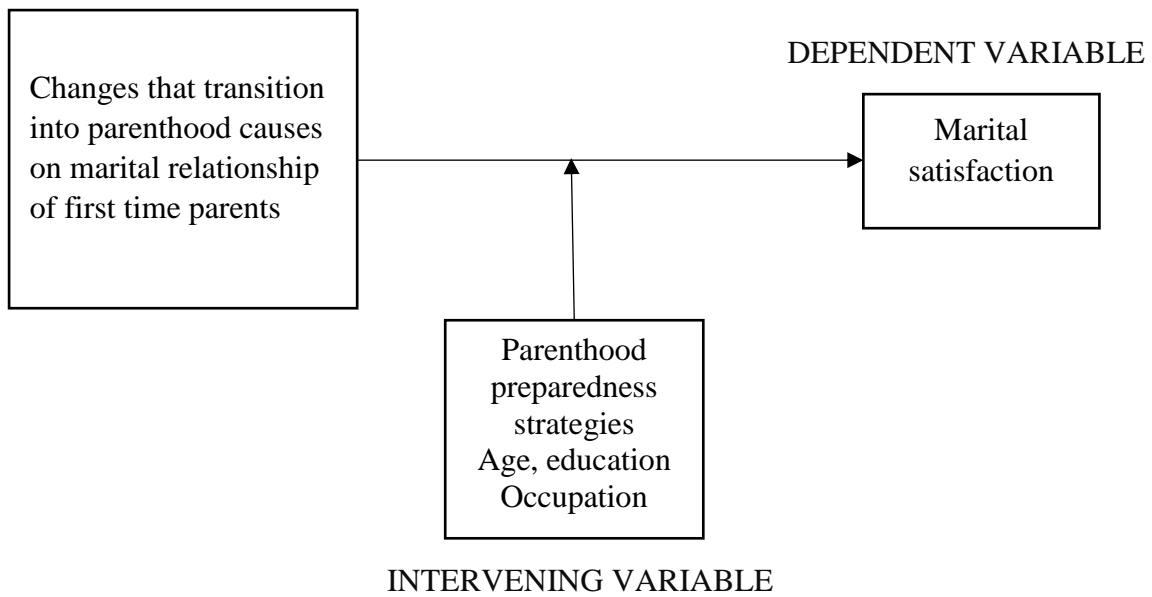 Changes that transition
into parenthood causes
on marital relationship
of first time parents
DEPENDENT VARIABLE
Marital
satisfaction
Parenthood
preparedness
strategies
Age, education
Occupation
INTERVENING VARIABLE